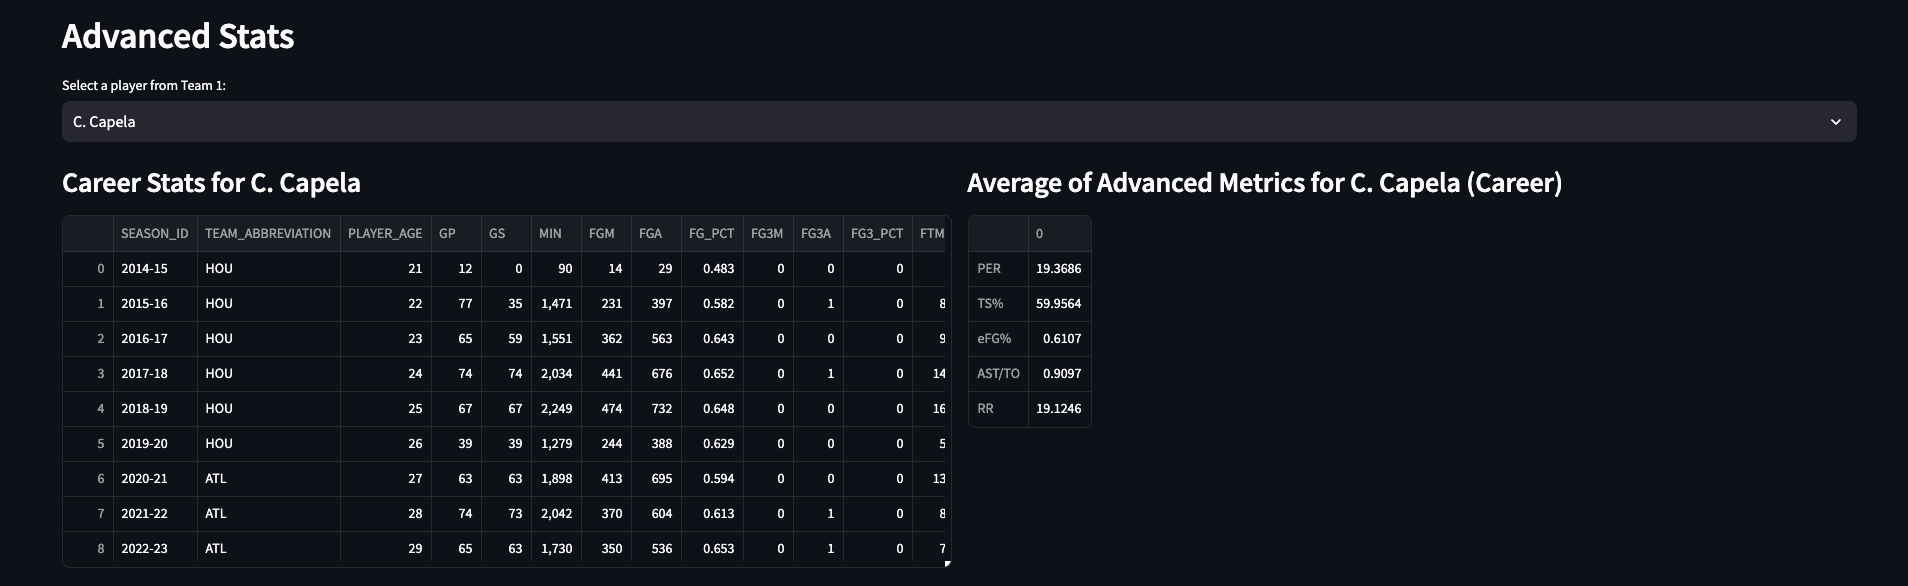 Advanced Stats
Select a player from Team 1:
C. Capela
Career Stats for C. Capela
SEASON_ID TEAM_ABBREVIATION PLAYER_AGE GP GS MIN FGM FGA FG_PCT FG3M FG3A FG3_PCT FTM
0 2014-15 HOU 21 12 0 90 14 29 0.483 0 0 0
1 2015-16 HOU 22 77 35 1,471 231 397 0.582 0 1 0 8
2 2016-17 HOU 23 65 59 1,551 362 563 0.643 0 0 0 9
3 2017-18 HOU 24 74 74 2,034 441 676 0.652 0 1 0 14
4 2018-19 HOU 25 67 67 2,249 474 732 0.648 0 0 0 16
5 2019-20 HOU 26 39 39 1,279 244 388 0.629 0 0 0 5
6 2020-21 ATL 27 63 63 1,898 413 695 0.594 0 0 0 13
7 2021-22 ATL 28 74 73 2,042 370 604 0.613 0 1 0 8
8 2022-23 ATL 29 65 63 1,730 350 536 0.653 0 1 0 7
Average of Advanced Metrics for C. Capela (Career)
0
PER 19.3686
TS% 59.9564
eFG% 0.6107
AST/TO 0.9097
RR 19.1246